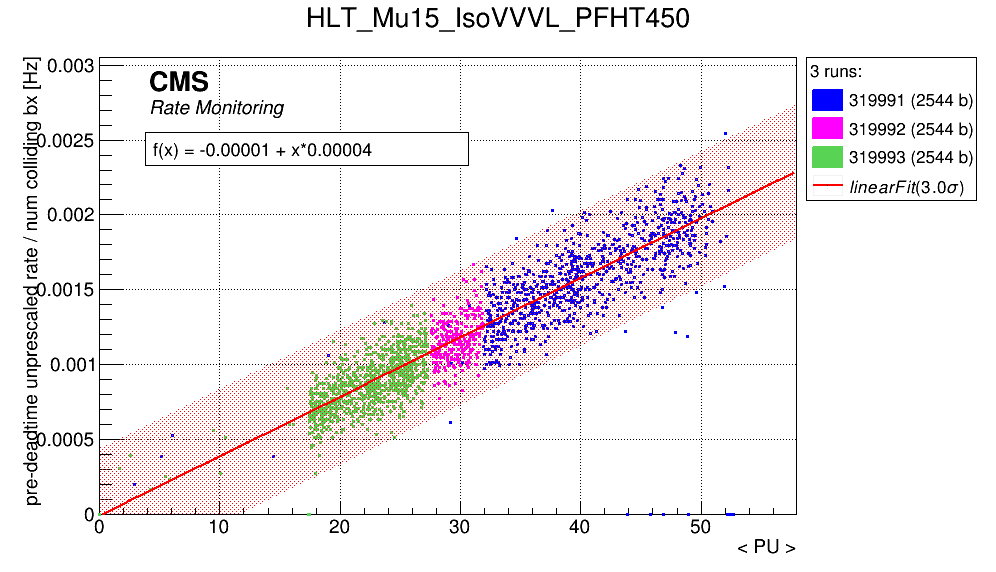 HLT_Mu15_IsoVVVL_PFHT450
pre-deadtime unprescaled rate / num colliding bx [Hz]
0.003
0.0025
0.002
0.0015
0.001
0.0005
0
CMS
Rate Monitoring
f(x) = -0.00001 + x*0.00004
3 runs:
319991 (2544 b)
319992 (2544 b)
319993 (2544 b)
linearFit(3.0σ)
0 10 20 30 40 50
< PU >